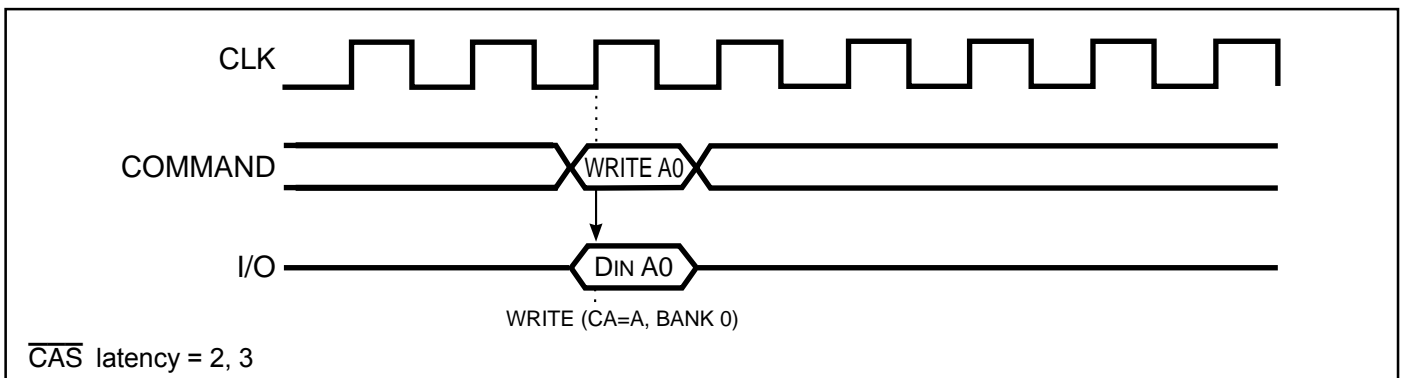 CLK
COMMAND
WRITE A0
I/O
DIN A0
WRITE (CA=A, BANK 0)
CAS latency = 2, 3